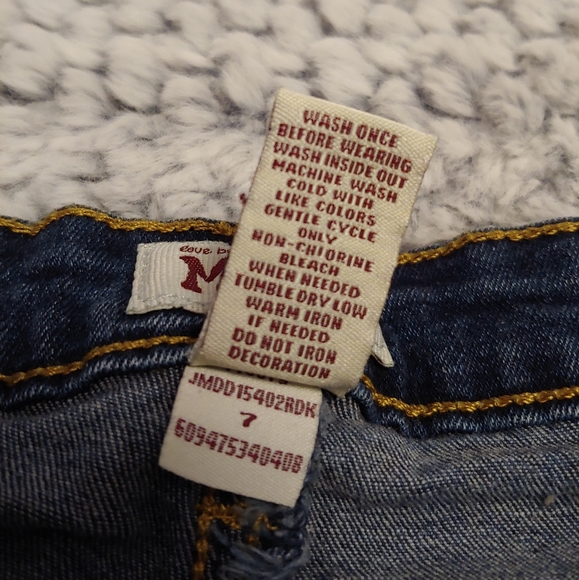 WASH ONCE
BEFORE WEARING
WASH INSIDE OUT
MACHINE WASH
COLD WITH
LIKE COLORS
GENTLE CYCLE
ONLY
NON-CHLORINE
BLEACH
WHEN NEEDED
TUMBLE DRY LOW
WARM IRON
IF NEEDED
DO NOT IRON
DECORATION
love
M
JMDD15402RDK
7
609475340408